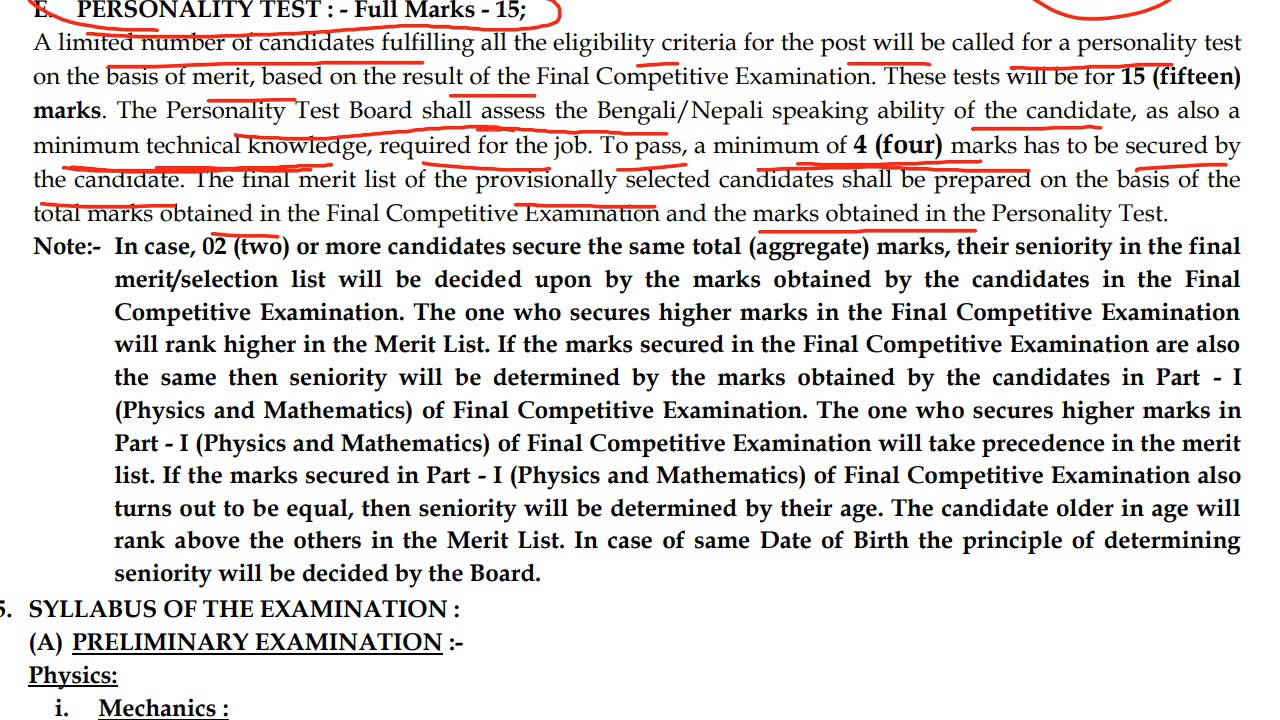 E. PERSONALITY TEST : - Full Marks - 15;
A limited number of candidates fulfilling all the eligibility criteria for the post will be called for a personality test
on the basis of merit, based on the result of the Final Competitive Examination. These tests will be for 15 (fifteen)
marks. The Personality Test Board shall assess the Bengali/Nepali speaking ability of the candidate, as also a
minimum technical knowledge, required for the job. To pass, a minimum of 4 (four) marks has to be secured by
the candidate. The final merit list of the provisionally selected candidates shall be prepared on the basis of the
total marks obtained in the Final Competitive Examination and the marks obtained in the Personality Test.
Note:- In case, 02 (two) or more candidates secure the same total (aggregate) marks, their seniority in the final
merit/selection list will be decided upon by the marks obtained by the candidates in the Final
Competitive Examination. The one who secures higher marks in the Final Competitive Examination
will rank higher in the Merit List. If the marks secured in the Final Competitive Examination are also
the same then seniority will be determined by the marks obtained by the candidates in Part - I
(Physics and Mathematics) of Final Competitive Examination. The one who secures higher marks in
Part - I (Physics and Mathematics) of Final Competitive Examination will take precedence in the merit
list. If the marks secured in Part - I (Physics and Mathematics) of Final Competitive Examination also
turns out to be equal, then seniority will be determined by their age. The candidate older in age will
rank above the others in the Merit List. In case of same Date of Birth the principle of determining
seniority will be decided by the Board.
5. SYLLABUS OF THE EXAMINATION :
(A) PRELIMINARY EXAMINATION :-
Physics:
i. Mechanics :